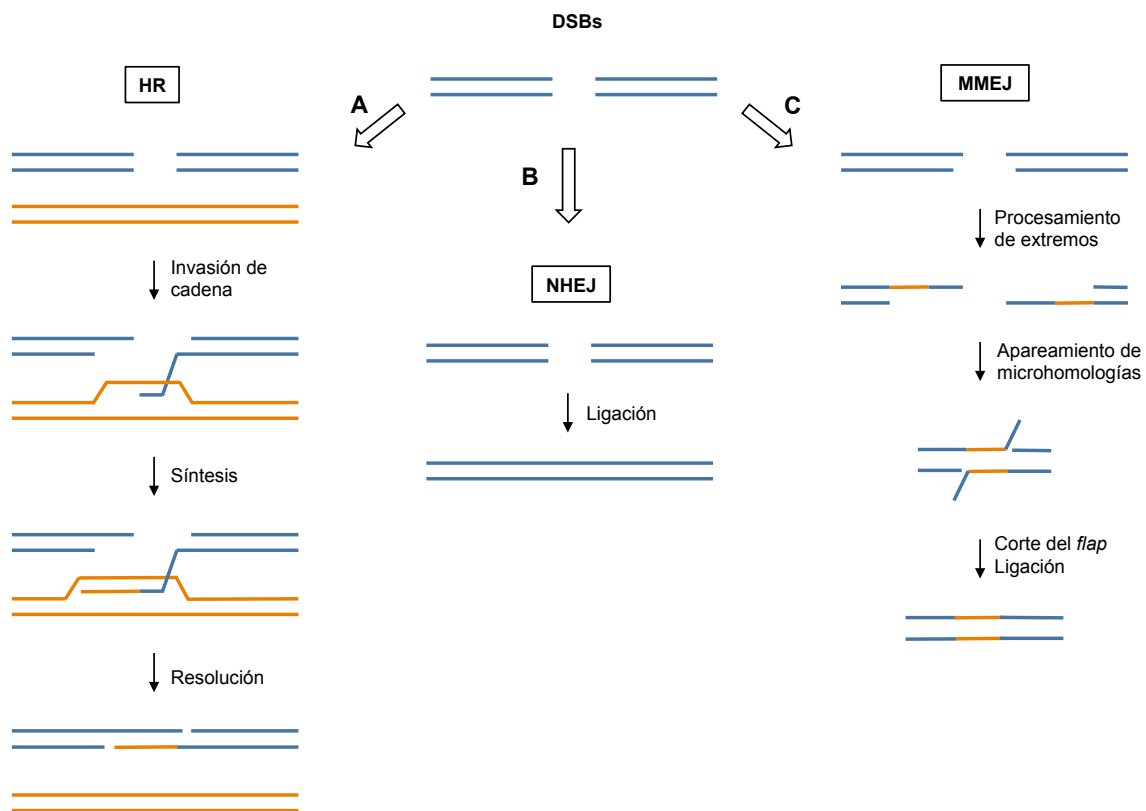 DSBs
HR
A
Invasión de
cadena
Síntesis
Resolución
B
NHEJ
Ligación
C
MMEJ
Procesamiento
de extremos
Apareamiento de
microhomologías
Corte del flap
Ligación